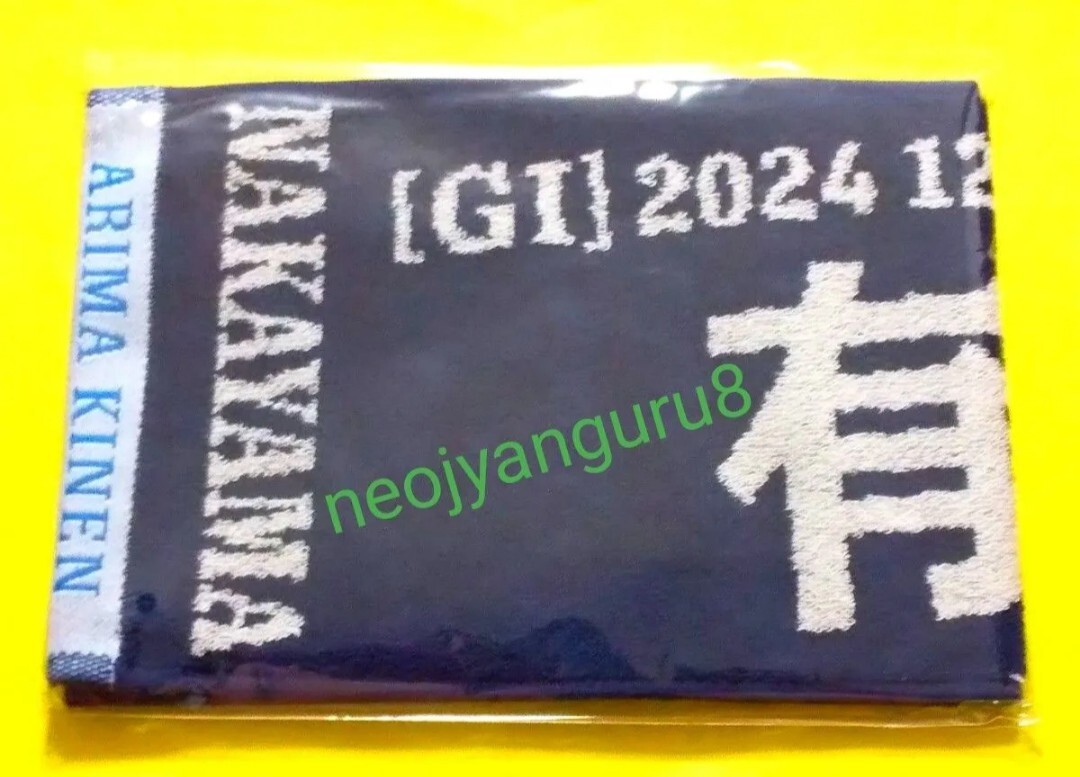 ARIMA KINEN
NAKAYAMA
[GI] 2024 12
有
neojyanguru8